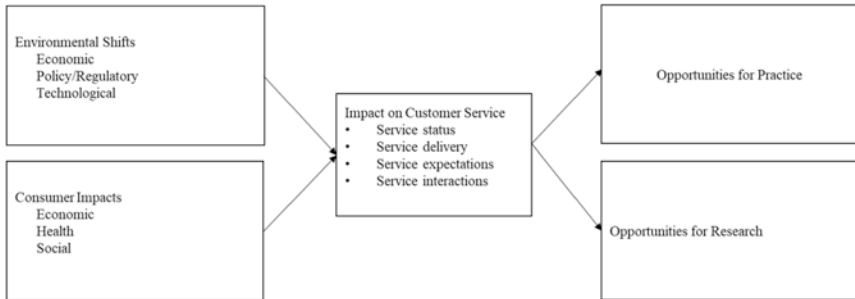 Environmental Shifts
Economic
Policy/Regulatory
Technological
Consumer Impacts
Economic
Health
Social
Impact on Customer Service
• Service status
• Service delivery
• Service expectations
• Service interactions
Opportunities for Practice
Opportunities for Research